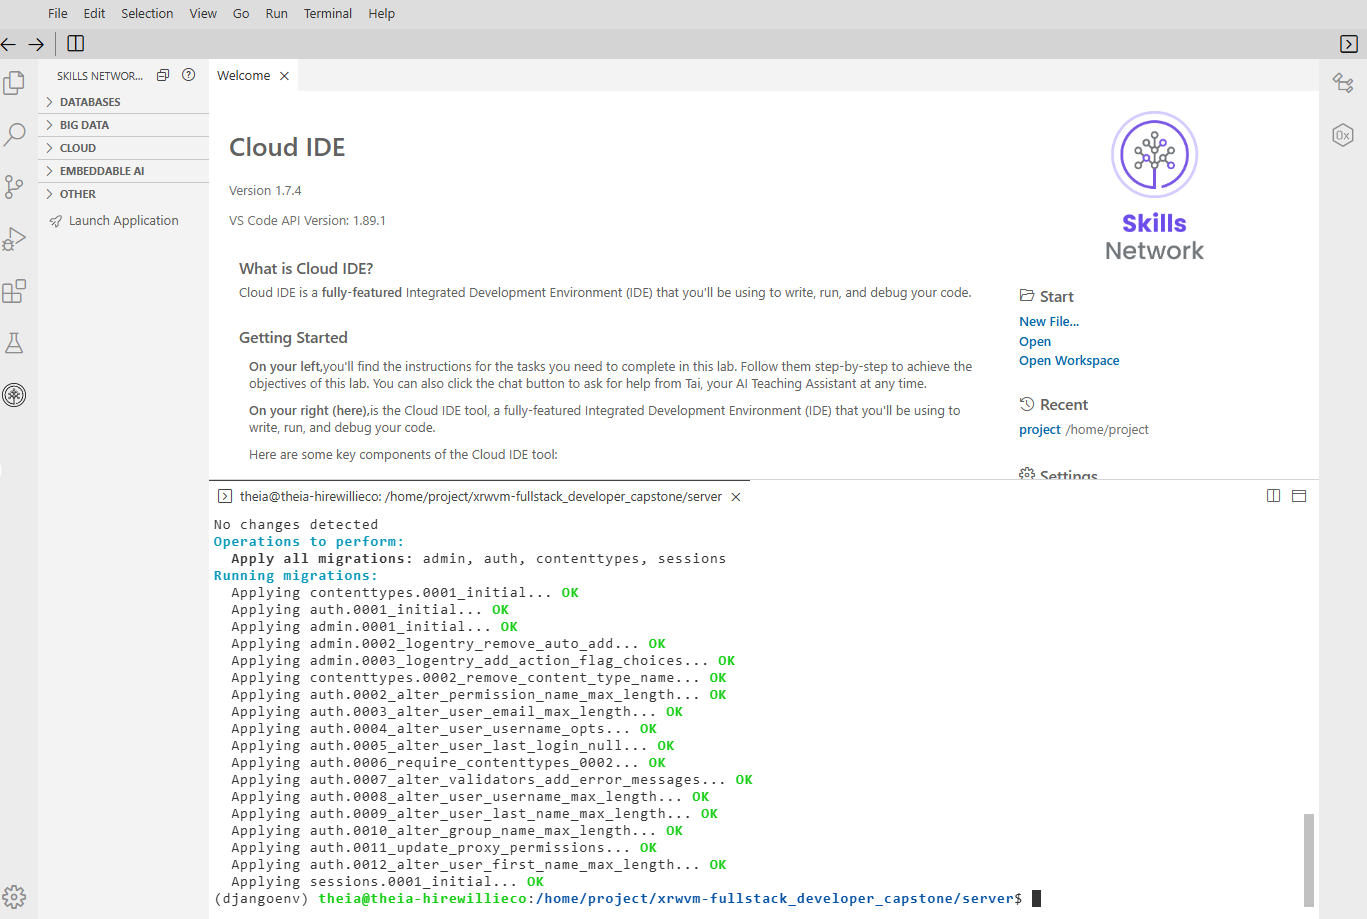 File Edit Selection View Go Run Terminal Help
SKILLS NETWOR...
DATABASES
BIG DATA
CLOUD
EMBEDDABLE AI
OTHER
Launch Application
Welcome
Cloud IDE
Version 1.7.4
VS Code API Version: 1.89.1
What is Cloud IDE?
Cloud IDE is a fully-featured Integrated Development Environment (IDE) that you'll be using to write, run, and debug your code.
Getting Started
On your left,you'll find the instructions for the tasks you need to complete in this lab. Follow them step-by-step to achieve the
objectives of this lab. You can also click the chat button to ask for help from Tai, your AI Teaching Assistant at any time.
On your right (here),is the Cloud IDE tool, a fully-featured Integrated Development Environment (IDE) that you'll be using to
write, run, and debug your code.
Here are some key components of the Cloud IDE tool:
Skills
Network
Start
New File...
Open
Open Workspace
Recent
project /home/project
Settings
0x
theia@theia-hirewillieco: /home/project/xrwvm-fullstack_developer_capstone/server
No changes detected
Operations to perform:
Apply all migrations: admin, auth, contenttypes, sessions
Running migrations:
Applying contenttypes.0001_initial... OK
Applying auth.0001_initial... OK
Applying admin.0001_initial... OK
Applying admin.0002_logentry_remove_auto_add... OK
Applying admin.0003_logentry_add_action_flag_choices... OK
Applying contenttypes.0002_remove_content_type_name... OK
Applying auth.0002_alter_permission_name_max_length... OK
Applying auth.0003_alter_user_email_max_length... OK
Applying auth.0004_alter_user_username_opts... OK
Applying auth.0005_alter_user_last_login_null... OK
Applying auth.0006_require_contenttypes_0002... OK
Applying auth.0007_alter_validators_add_error_messages... OK
Applying auth.0008_alter_user_username_max_length... OK
Applying auth.0009_alter_user_last_name_max_length... OK
Applying auth.0010_alter_group_name_max_length... OK
Applying auth.0011_update_proxy_permissions... OK
Applying auth.0012_alter_user_first_name_max_length... OK
Applying sessions.0001_initial... OK
(djangoenv) theia@theia-hirewillieco:/home/project/xrwvm-fullstack_developer_capstone/server$